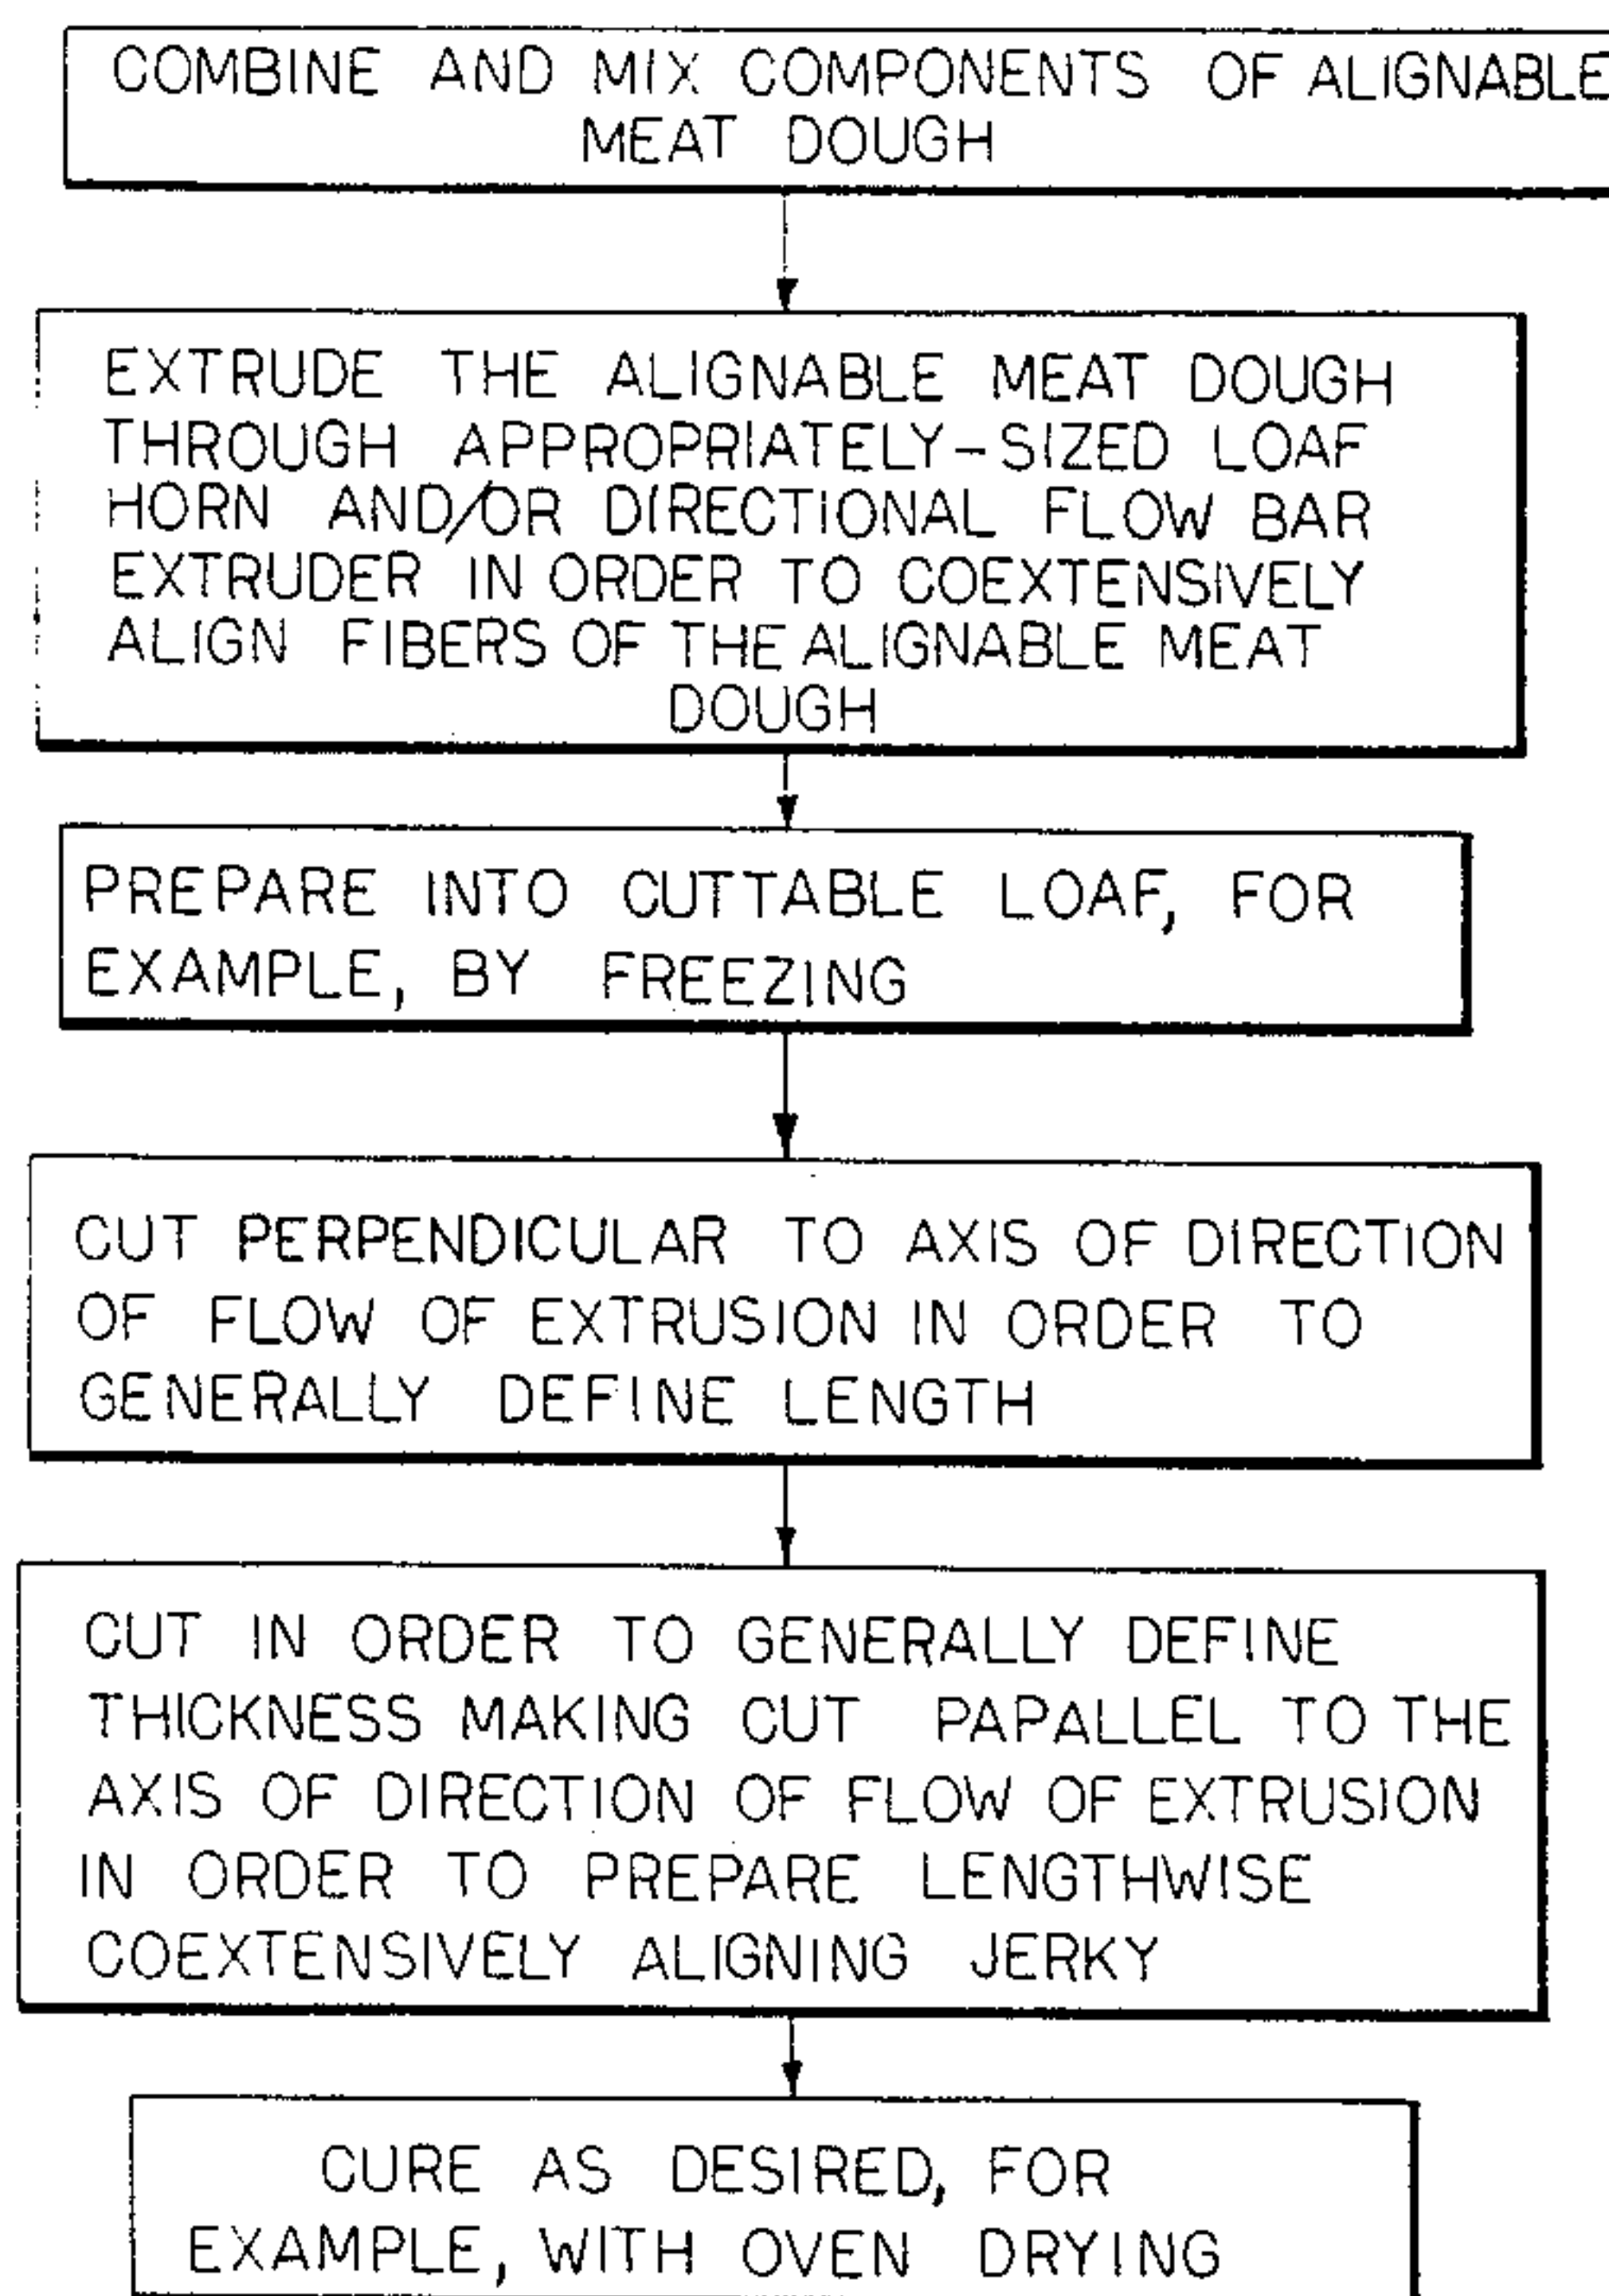 COMBINE AND MIX COMPONENTS OF ALIGNABLE
MEAT DOUGH
EXTRUDE THE ALIGNABLE MEAT DOUGH
THROUGH APPROPRIATELY-SIZED LOAF
HORN AND/OR DIRECTIONAL FLOW BAR
EXTRUDER IN ORDER TO COEXTENSIVELY
ALIGN FIBERS OF THE ALIGNABLE MEAT
DOUGH
PREPARE INTO CUTTABLE LOAF, FOR
EXAMPLE, BY FREEZING
CUT PERPENDICULAR TO AXIS OF DIRECTION
OF FLOW OF EXTRUSION IN ORDER TO
GENERALLY DEFINE LENGTH
CUT IN ORDER TO GENERALLY DEFINE
THICKNESS MAKING CUT PAPALLEL TO THE
AXIS OF DIRECTION OF FLOW OF EXTRUSION
IN ORDER TO PREPARE LENGTHWISE
COEXTENSIVELY ALIGNING JERKY
CURE AS DESIRED, FOR
EXAMPLE, WITH OVEN DRYING